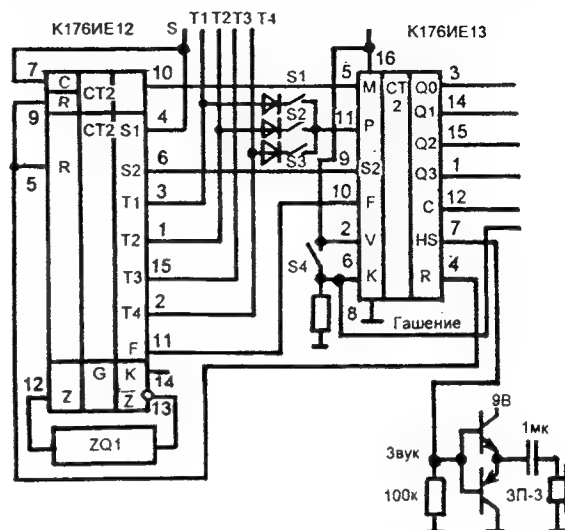 К176ИЕ12
S T1 T2 T3 T4
К176ИЕ13
7 C CT2 10
R
9
CT2 S1 4
5 R
S2 6
T1 3
T2 1
T3 15
T4 2
F 11
G K 14
12 Z Z 13
ZQ1
S1
S2
S3
S4
16
5 M CT2 Q0 3
Q1 14
11 P
Q2 15
9 S2
Q3 1
10 F
C 12
2 V HS 7
6 K R 4
8
Гашение
9В
1мк
Звук
100к
ЗП-3